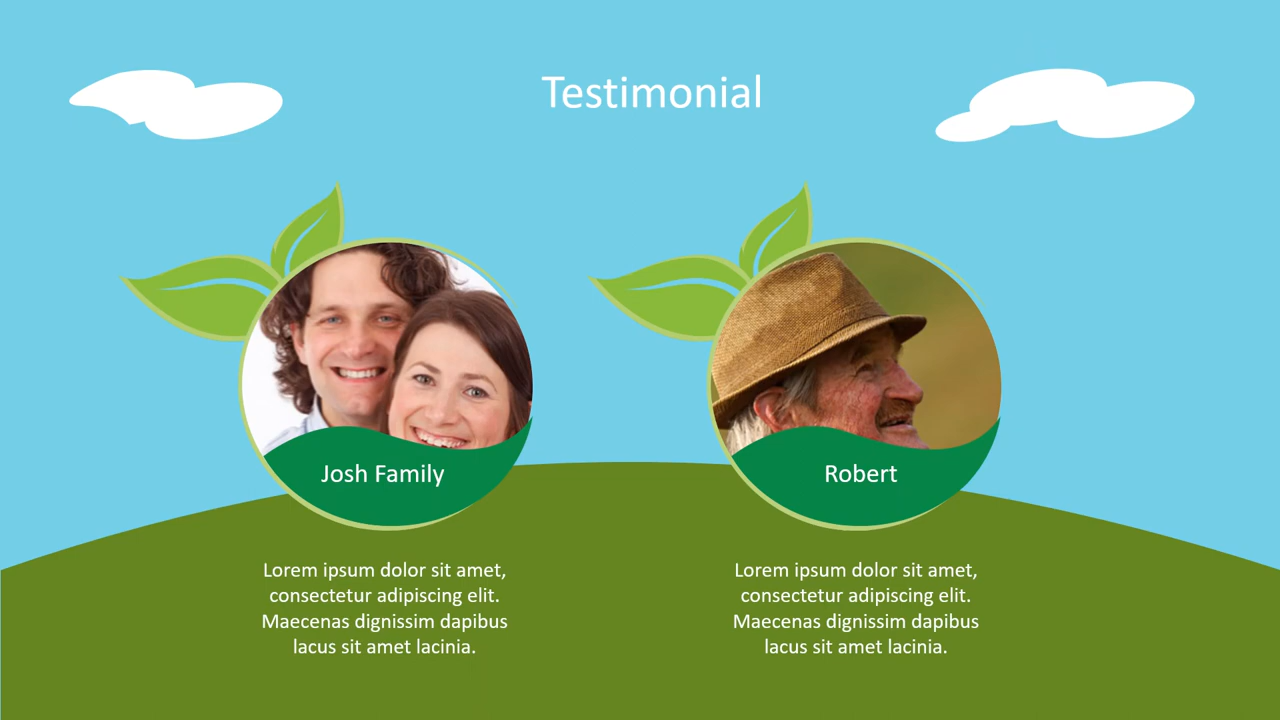 Testimonial
Josh Family
Robert
Lorem ipsum dolor sit amet,
consectetur adipiscing elit.
Maecenas dignissim dapibus
lacus sit amet lacinia.
Lorem ipsum dolor sit amet,
consectetur adipiscing elit.
Maecenas dignissim dapibus
lacus sit amet lacinia.